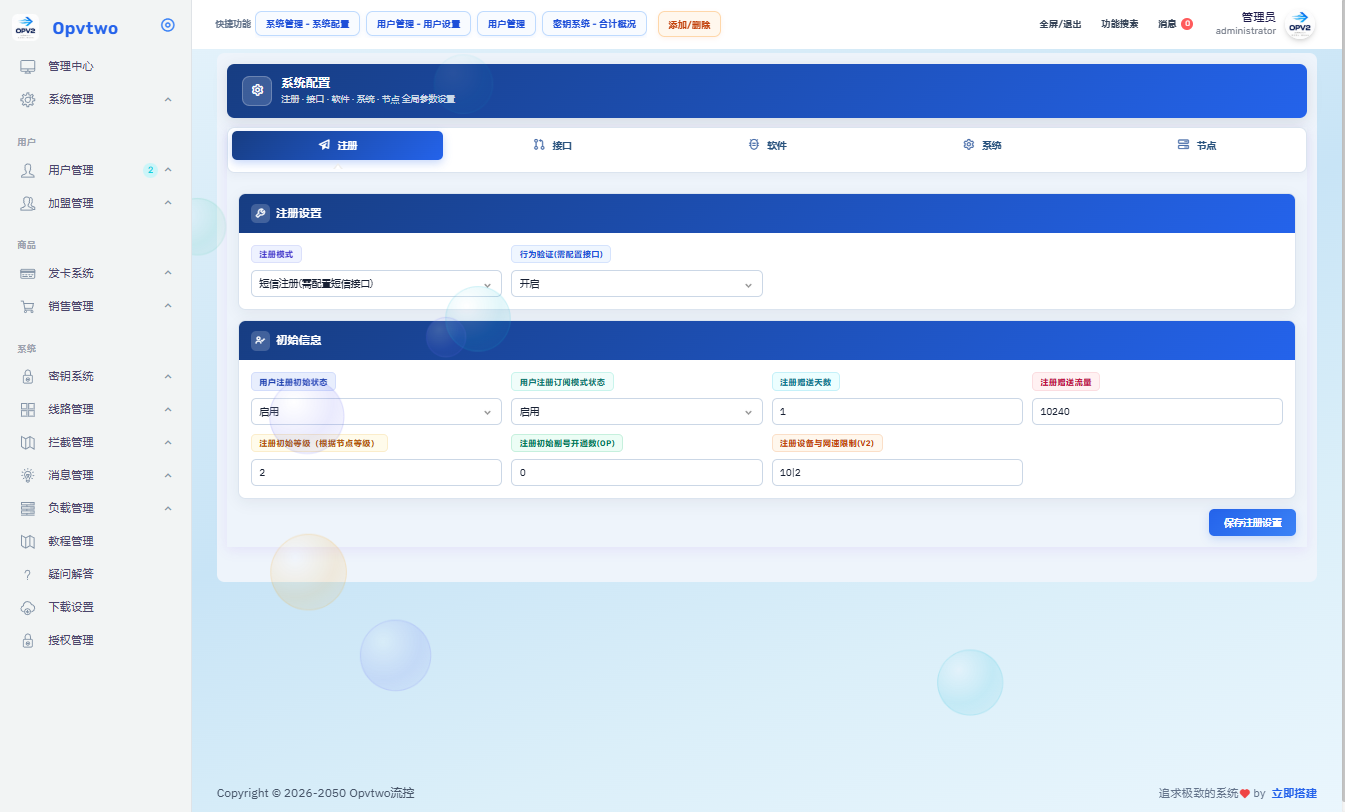 OPV2
Opvtwo
管理中心
系统管理
用户
用户管理 2
加盟管理
商品
发卡系统
销售管理
系统
密钥系统
线路管理
拦截管理
消息管理
负载管理
教程管理
疑问解答
下载设置
授权管理
快捷功能 系统管理 - 系统配置 用户管理 - 用户设置 用户管理 密钥系统 - 合计概况 添加/删除
全屏/退出 功能搜索 消息 0 管理员
administrator
OPV2
系统配置
注册 · 接口 · 软件 · 系统 · 节点 全局参数设置
注册 接口 软件 系统 节点
注册设置
注册模式 行为验证(需配置接口)
短信注册(需配置短信接口) 开启
初始信息
用户注册初始状态 用户注册订阅模式状态 注册赠送天数 注册赠送流量
启用 启用 1 10240
注册初始等级（根据节点等级） 注册初始副号开通数(OP) 注册设备与网速限制(V2)
2 0 10|2
保存注册设置
Copyright © 2026-2050 Opvtwo流控
追求极致的系统 by 立即搭建